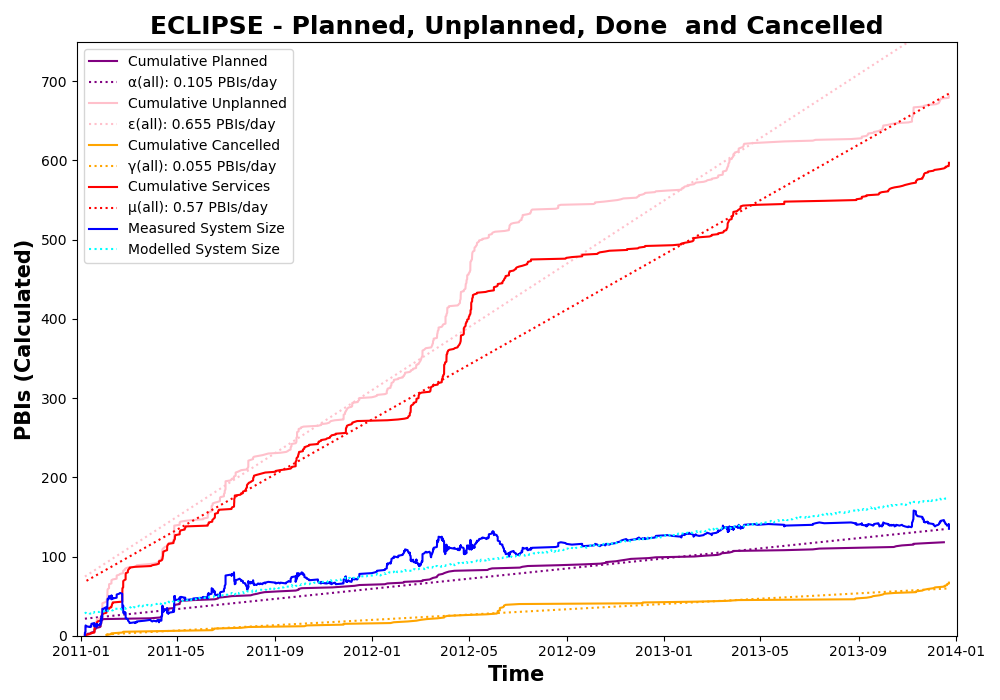 ECLIPSE - Planned, Unplanned, Done  and Cancelled
Cumulative Planned
α(all): 0.105 PBIs/day
Cumulative Unplanned
ε(all): 0.655 PBIs/day
Cumulative Cancelled
γ(all): 0.055 PBIs/day
Cumulative Services
μ(all): 0.57 PBIs/day
Measured System Size
Modelled System Size
PBIs (Calculated)
700
600
500
400
300
200
100
0
2011-01 2011-05 2011-09 2012-01 2012-05 2012-09 2013-01 2013-05 2013-09 2014-01
Time